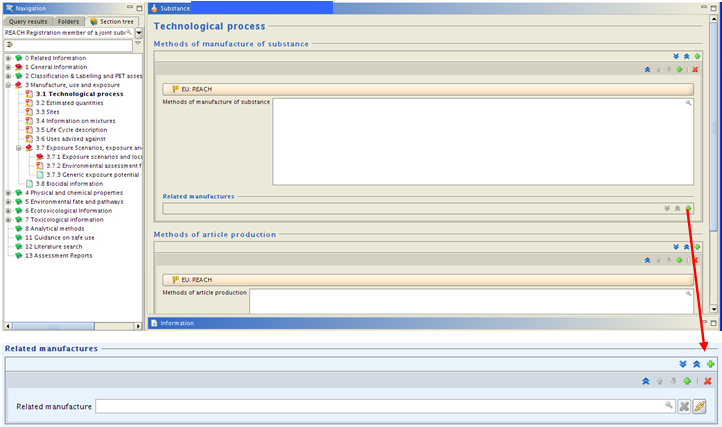 Navigation
Query results Folders Section tree
REACH Registration member of a joint sub
0 Related Information
1 General Information
2 Classification & Labelling and PBT asses
3 Manufacture, use and exposure
3.1 Technological process
3.2 Estimated quantities
3.3 Sites
3.4 Information on mixtures
3.5 Life Cycle description
3.6 Uses advised against
3.7 Exposure Scenarios, exposure and
3.7.1 Exposure scenarios and loc
3.7.2 Environmental assessment f
3.7.3 Generic exposure potential
3.8 Biocidal information
4 Physical and chemical properties
5 Environmental fate and pathways
6 Ecotoxicological Information
7 Toxicological information
8 Analytical methods
11 Guidance on safe use
12 Literature search
13 Assessment Reports
Substance:
Technological process
Methods of manufacture of substance
EU: REACH
Methods of manufacture of substance
Related manufactures
Methods of article production
EU: REACH
Methods of article production
Information
Related manufactures
Related manufacture